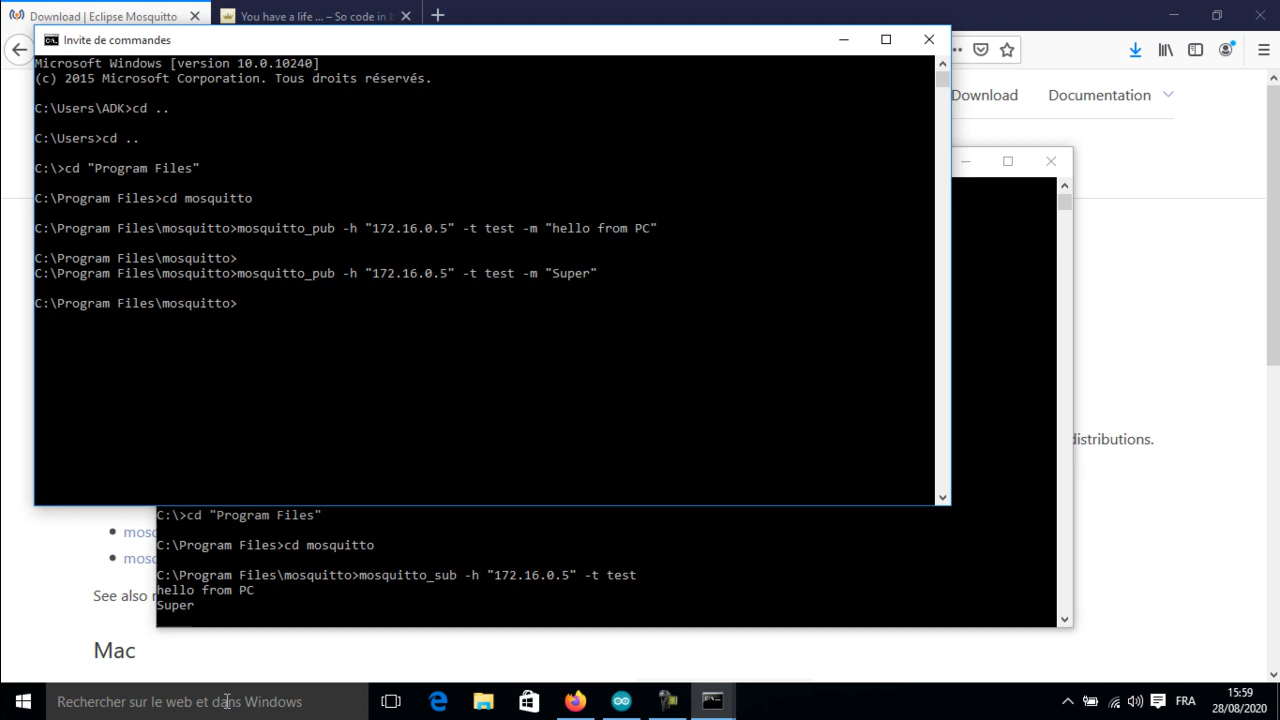 Download | Eclipse Mosquitto
You have a life ... – So code in
Invite de commandes
Download
Documentation
Microsoft Windows [version 10.0.10240]
(c) 2015 Microsoft Corporation. Tous droits réservés.
C:\Users\ADK>cd ..
C:\Users>cd ..
C:\>cd "Program Files"
C:\Program Files>cd mosquitto
C:\Program Files\mosquitto>mosquitto_pub -h "172.16.0.5" -t test -m "hello from PC"
C:\Program Files\mosquitto>
C:\Program Files\mosquitto>mosquitto_pub -h "172.16.0.5" -t test -m "Super"
C:\Program Files\mosquitto>
distributions.
C:\>cd "Program Files"
C:\Program Files>cd mosquitto
C:\Program Files\mosquitto>mosquitto_sub -h "172.16.0.5" -t test
hello from PC
Super
mosq
mosq
See also
Mac
Rechercher sur le web et dans Windows
FRA
15:59
28/08/2020